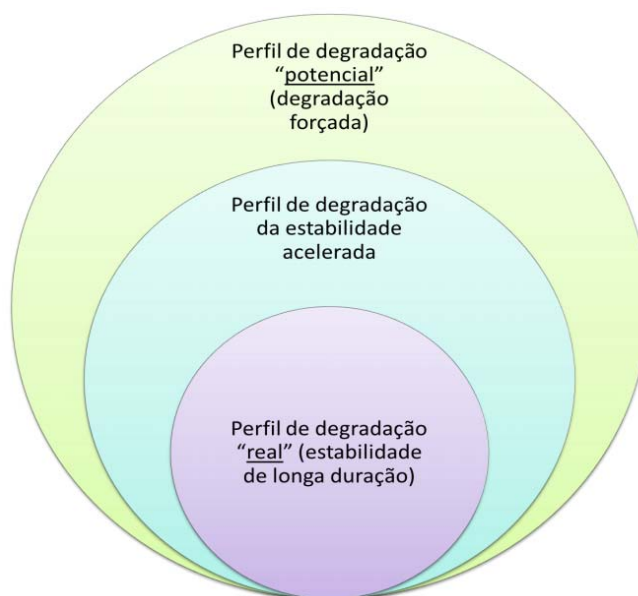 Perfil de degradação
“potencial”
(degradação
forçada)
Perfil de degradação
da estabilidade
acelerada
Perfil de degradação
“real” (estabilidade
de longa duração)